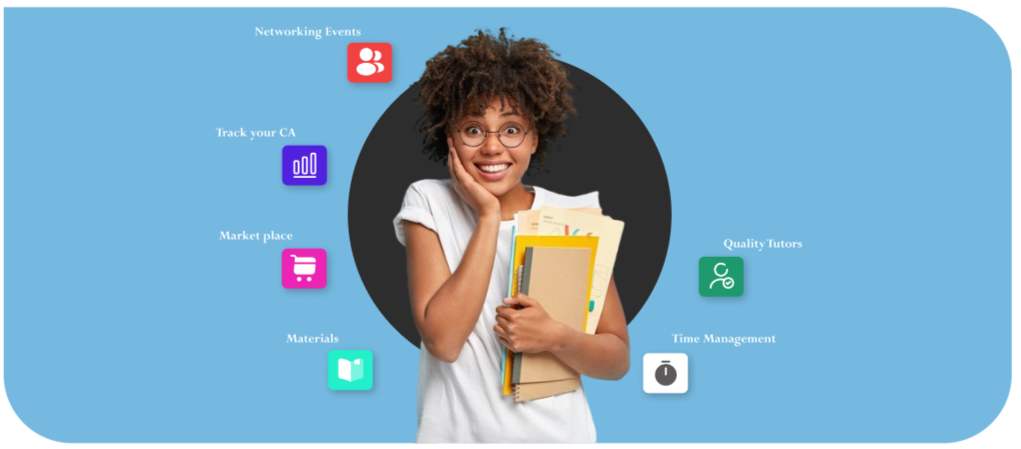 Networking Events
Track your CA
Market place
Quality Tutors
Materials
Time Management